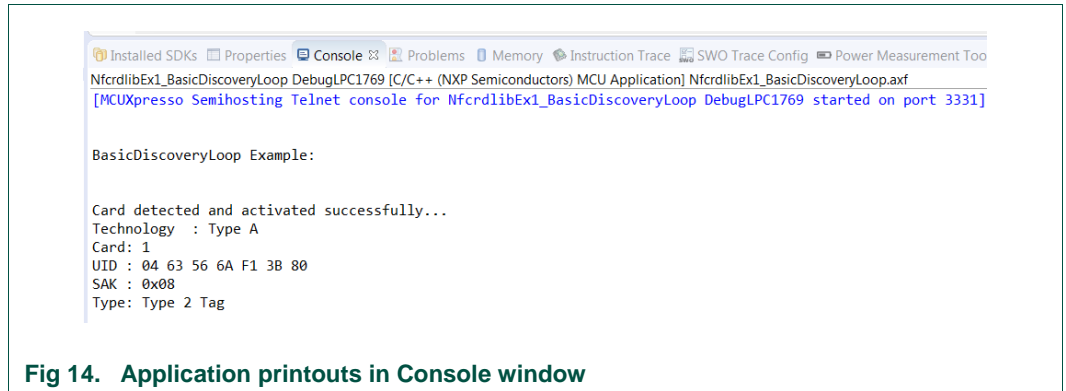 Installed SDKs Properties Console Problems Memory Instruction Trace SWO Trace Config Power Measurement Too
NfcrdlibEx1_BasicDiscoveryLoop DebugLPC1769 [C/C++ (NXP Semiconductors) MCU Application] NfcrdlibEx1_BasicDiscoveryLoop.axf
[MCUXpresso Semihosting Telnet console for NfcrdlibEx1_BasicDiscoveryLoop DebugLPC1769 started on port 3331]
BasicDiscoveryLoop Example:
Card detected and activated successfully...
Technology : Type A
Card: 1
UID : 04 63 56 6A F1 3B 80
SAK : 0x08
Type: Type 2 Tag
Fig 14. Application printouts in Console window